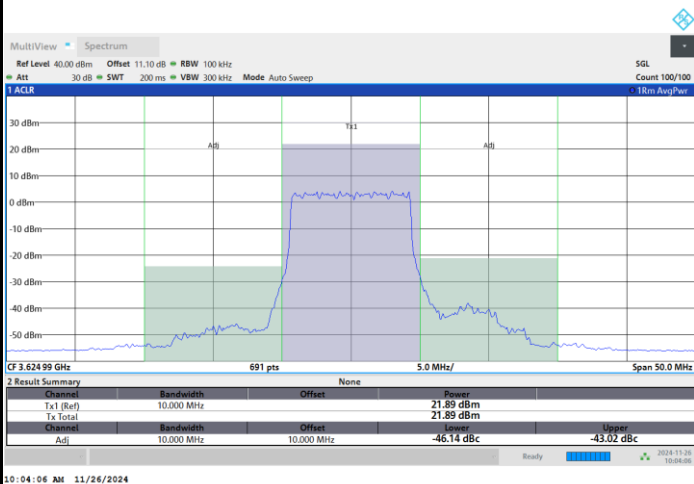 MultiView Spectrum
Ref Level 40.00 dBm Offset 11.10 dB RBW 100 kHz SGL
Att 30 dB SWT 200 ms VBW 300 kHz Mode Auto Sweep Count 100/100
1 ACLR 1Rm AvgPwr
30 dBm
Tx1
Adj Adj
20 dBm
10 dBm
0 dBm
-10 dBm
-20 dBm
-30 dBm
-40 dBm
-50 dBm
CF 3.62499 GHz 691 pts 5.0 MHz/ Span 50.0 MHz
2 Result Summary None
Channel Bandwidth Offset Power
Tx1 (Ref) 10.000 MHz 21.89 dBm
Tx Total 21.89 dBm
Channel Bandwidth Offset Lower Upper
Adj 10.000 MHz 10.000 MHz -46.14 dBc -43.02 dBc
Ready 2024-11-26
10:04:06
10:04:06 AM 11/26/2024